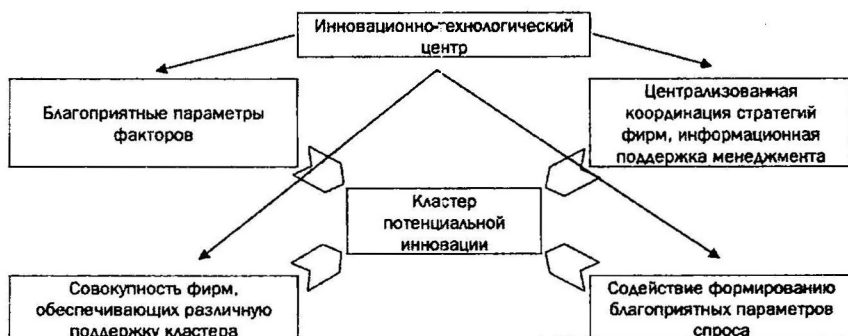 Инновационно-технологический
центр
Благоприятные параметры
факторов
Централизованная
координация стратегий
фирм, информационная
поддержка менеджмента
Кластер
потенциальной
инновации
Совокупность фирм,
обеспечивающих различную
поддержку кластера
Содействие формированию
благоприятных параметров
спроса